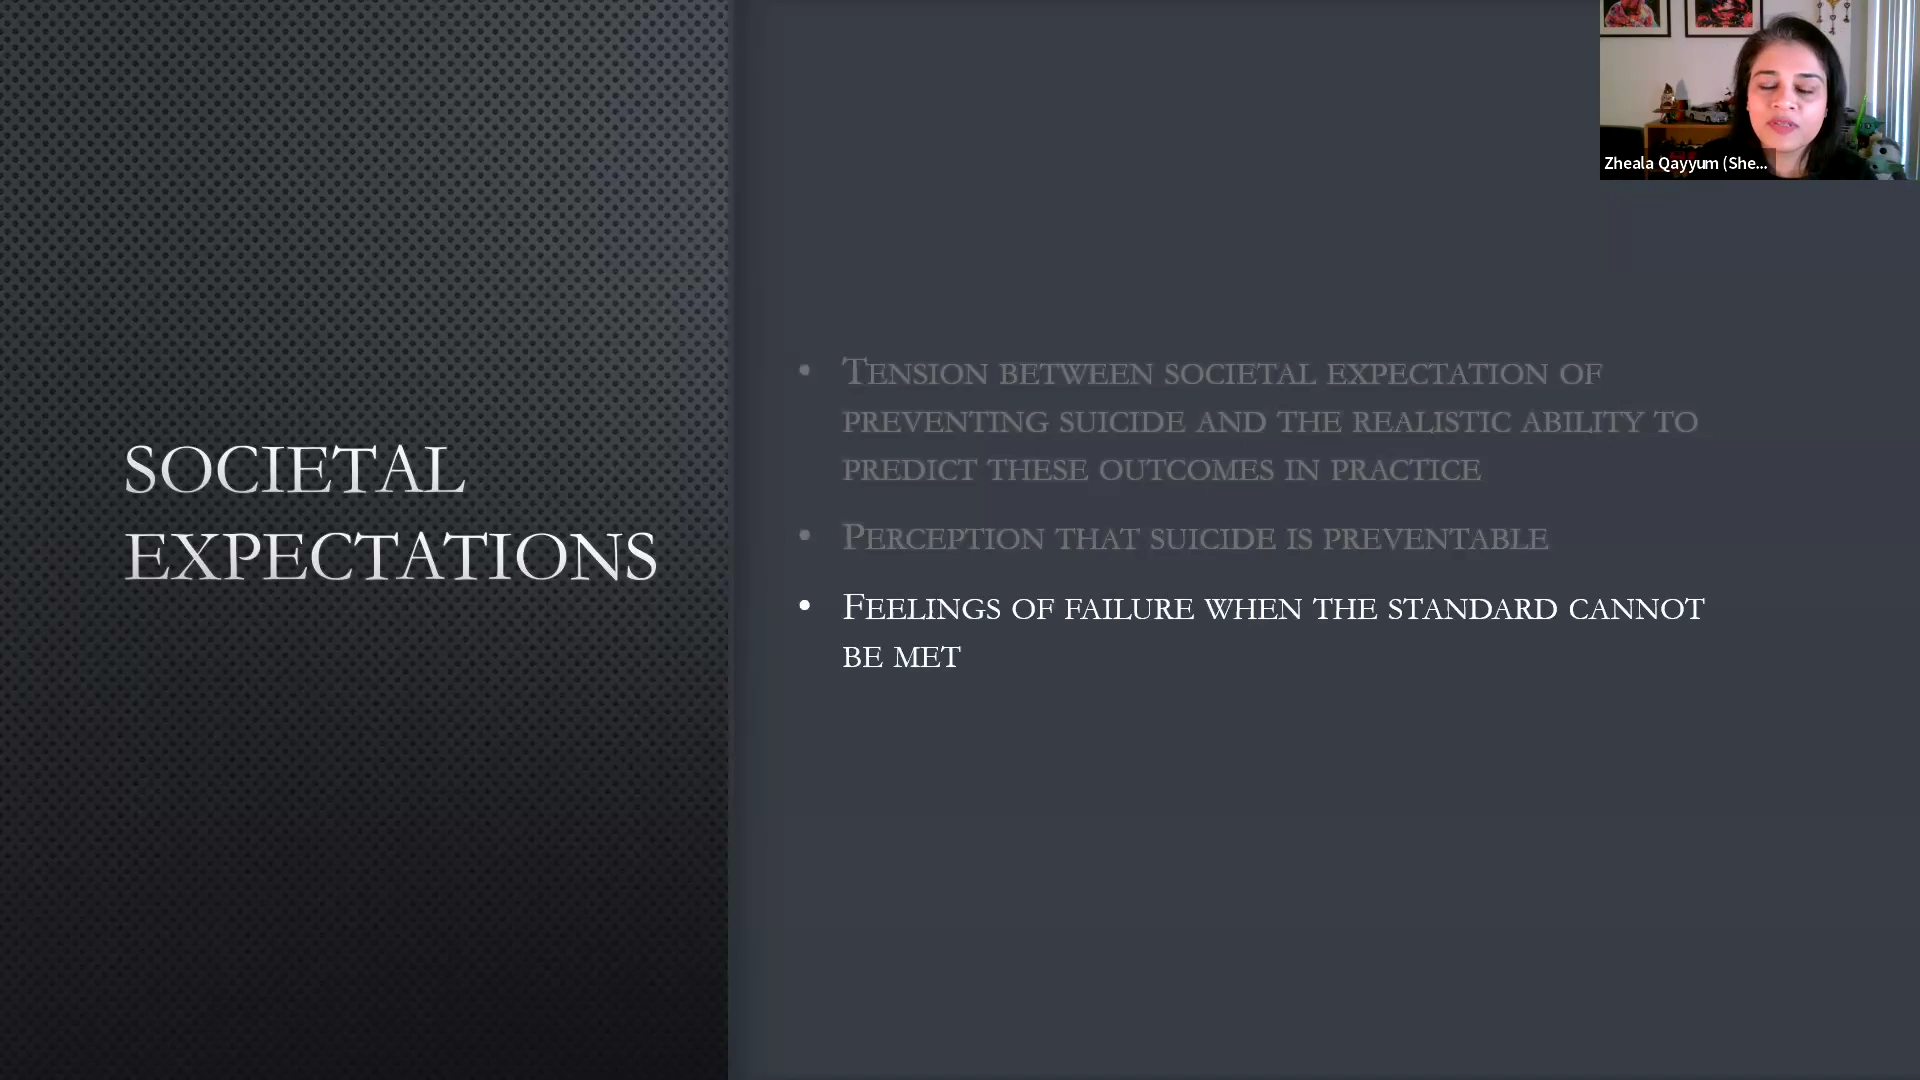 SOCIETAL
EXPECTATIONS
• TENSION BETWEEN SOCIETAL EXPECTATION OF
PREVENTING SUICIDE AND THE REALISTIC ABILITY TO
PREDICT THESE OUTCOMES IN PRACTICE
• PERCEPTION THAT SUICIDE IS PREVENTABLE
• FEELINGS OF FAILURE WHEN THE STANDARD CANNOT
BE MET
Zheala Qayyum (She...